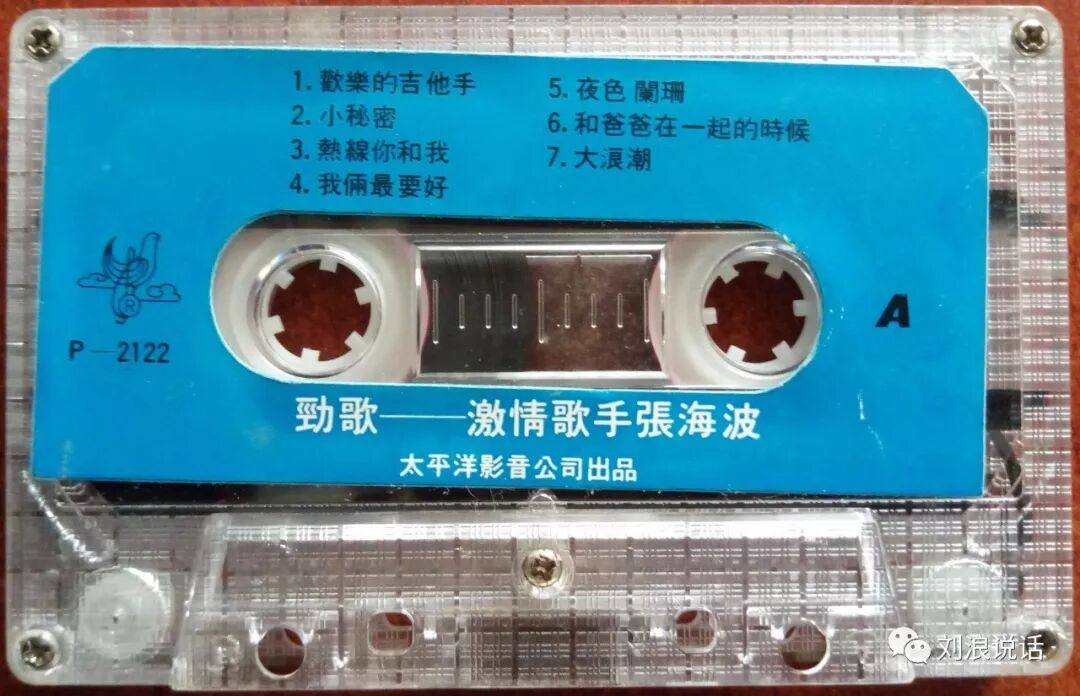 1. 歡樂的吉他手
2. 小秘密
3. 熱線你和我
4. 我倆最要好
5. 夜色 闌珊
6. 和爸爸在一起的時候
7. 大浪潮
R
P-2122
A
勁歌——激情歌手張海波
太平洋影音公司出品
刘浪说话